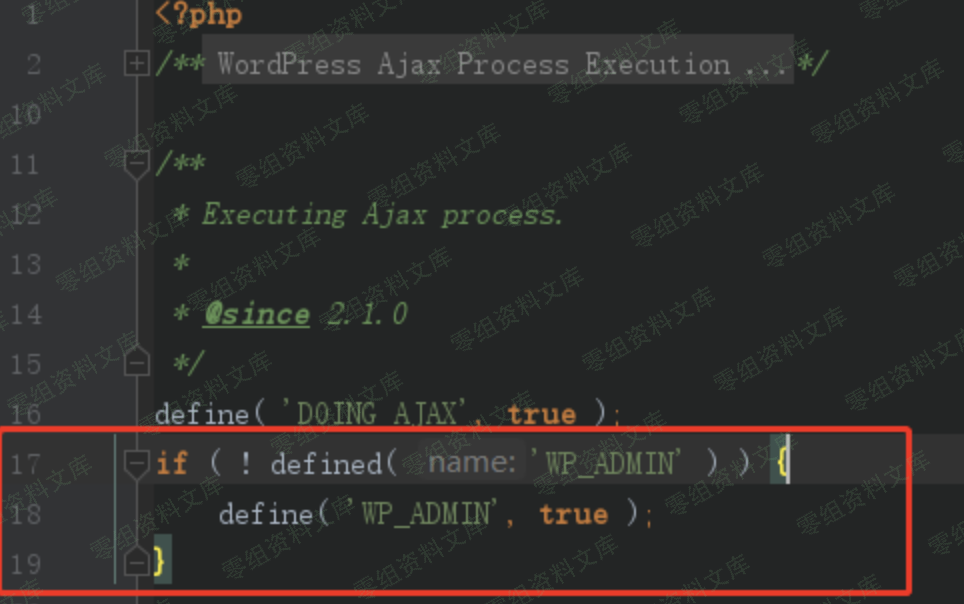 1 <?php
2 /** WordPress Ajax Process Execution ...*/
10
11 /**
12 * Executing Ajax process.
13 *
14 * @since 2.1.0
15 */
16 define( 'DOING_AJAX', true );
17 if ( ! defined( name: 'WP_ADMIN' ) ) {
18 define( 'WP_ADMIN', true );
19 }
零组资料文库